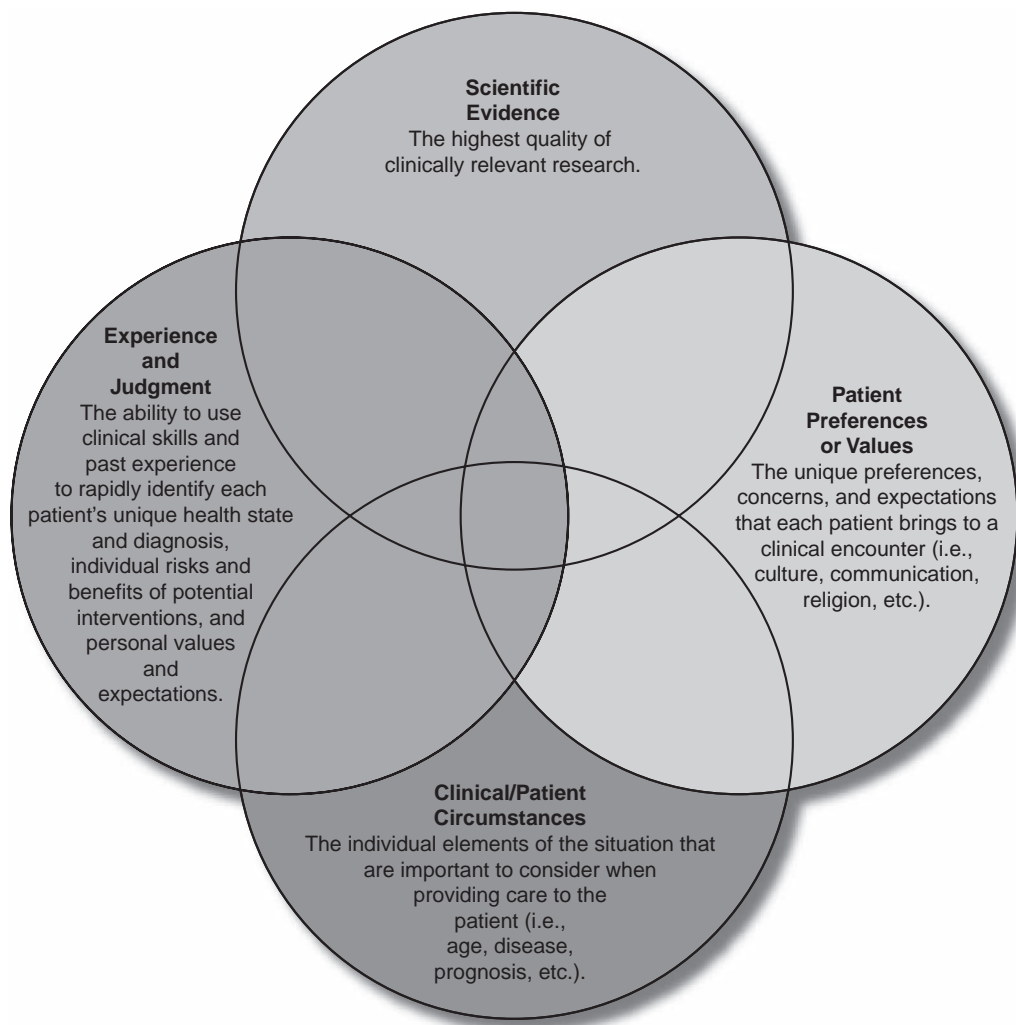 Scientific
Evidence
The highest quality of
clinically relevant research.
Experience
and
Judgment
The ability to use
clinical skills and
past experience
to rapidly identify each
patient's unique health state
and diagnosis,
individual risks and
benefits of potential
interventions, and
personal values
and
expectations.
Patient
Preferences
or Values
The unique preferences,
concerns, and expectations
that each patient brings to a
clinical encounter (i.e.,
culture, communication,
religion, etc.).
Clinical/Patient
Circumstances
The individual elements of the situation that
are important to consider when
providing care to the
patient (i.e.,
age, disease,
prognosis, etc.).